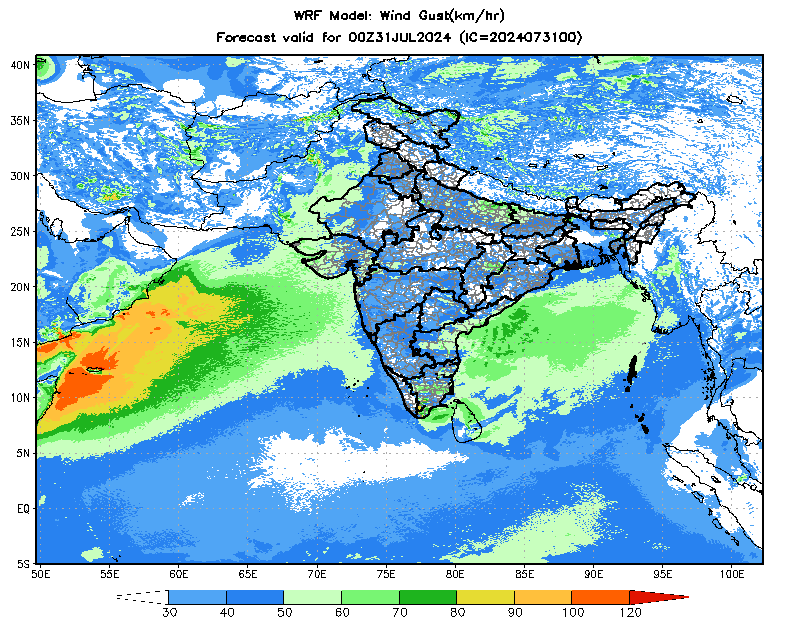 WRF Model: Wind Gust(km/hr)
Forecast valid for 00Z31JUL2024 (IC=2024073100)
40N
35N
30N
25N
20N
15N
10N
5N
EQ
5S
50E 55E 60E 65E 70E 75E 80E 85E 90E 95E 100E
30 40 50 60 70 80 90 100 120